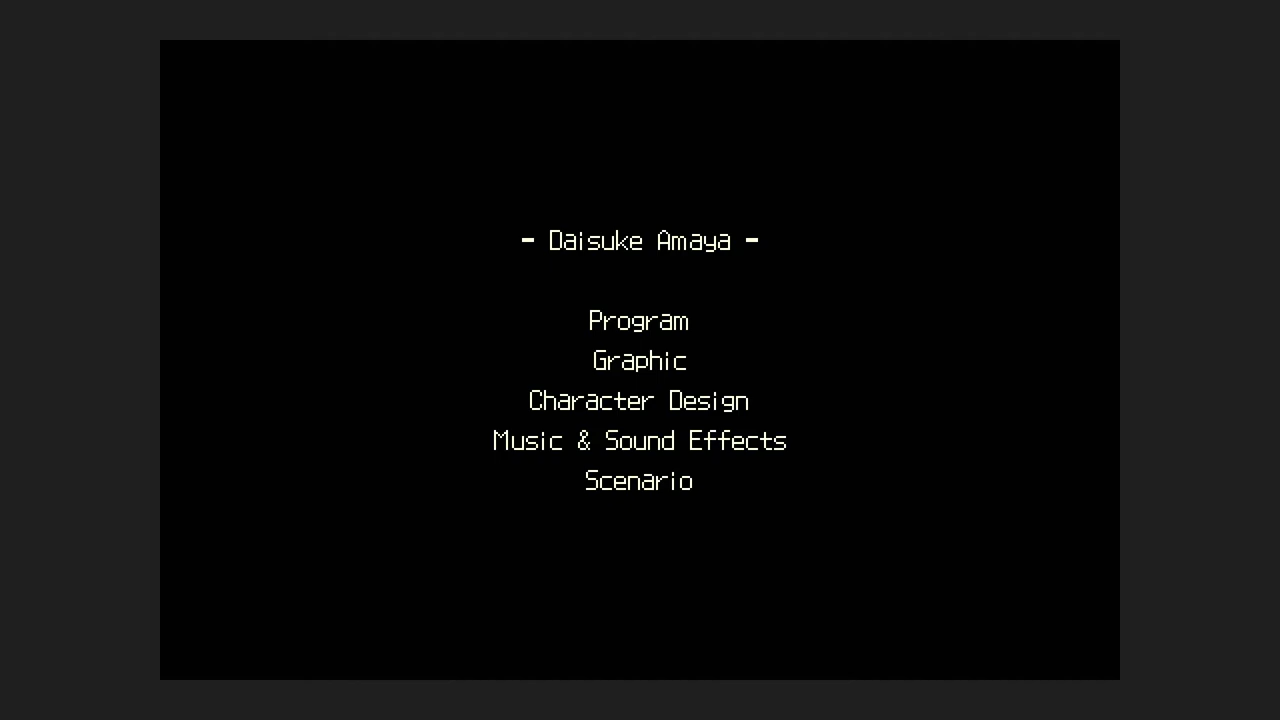 - Daisuke Amaya -
Program
Graphic
Character Design
Music & Sound Effects
Scenario